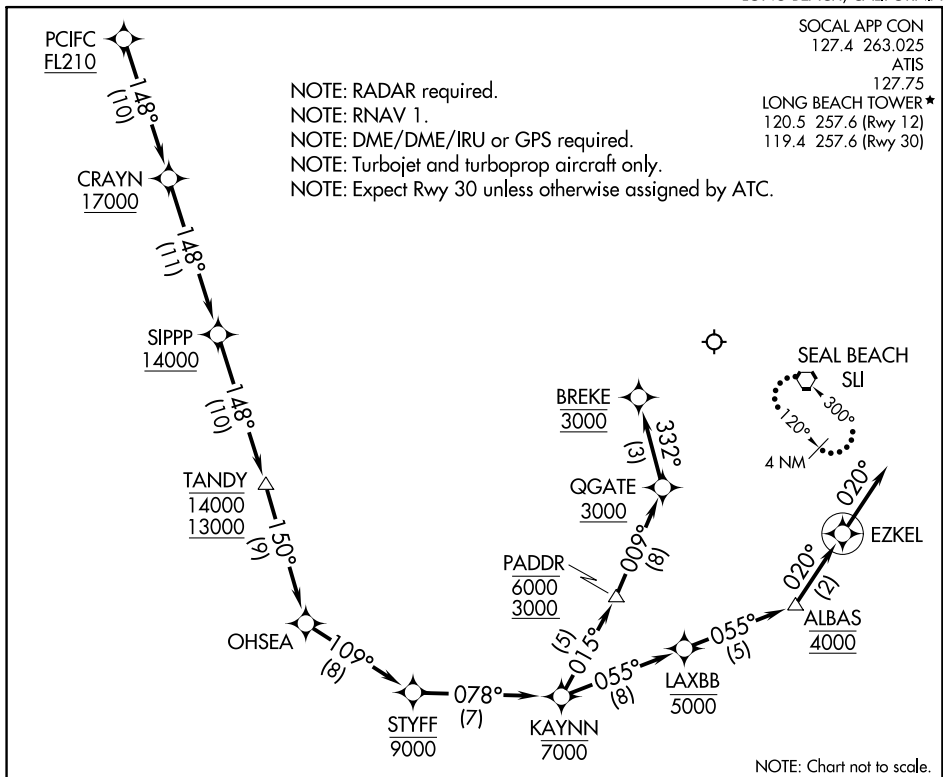 SOCAL APP CON
127.4 263.025
ATIS
127.75
LONG BEACH TOWER★
120.5 257.6 (Rwy 12)
119.4 257.6 (Rwy 30)
NOTE: RADAR required.
NOTE: RNAV 1.
NOTE: DME/DME/IRU or GPS required.
NOTE: Turbojet and turboprop aircraft only.
NOTE: Expect Rwy 30 unless otherwise assigned by ATC.
PCIFC
FL210
148°
(10)
CRAYN
17000
148°
(11)
SIPPP
14000
148°
(10)
TANDY
14000
13000
150°
(9)
OHSEA
109°
(8)
STYFF
9000
078°
(7)
KAYNN
7000
015°
(5)
PADDR
6000
3000
009°
(8)
QGATE
3000
332°
(3)
BREKE
3000
055°
(8)
LAXBB
5000
055°
(5)
ALBAS
4000
020°
(2)
EZKEL
020°
SEAL BEACH
SLI
300°
120°
4 NM
NOTE: Chart not to scale.